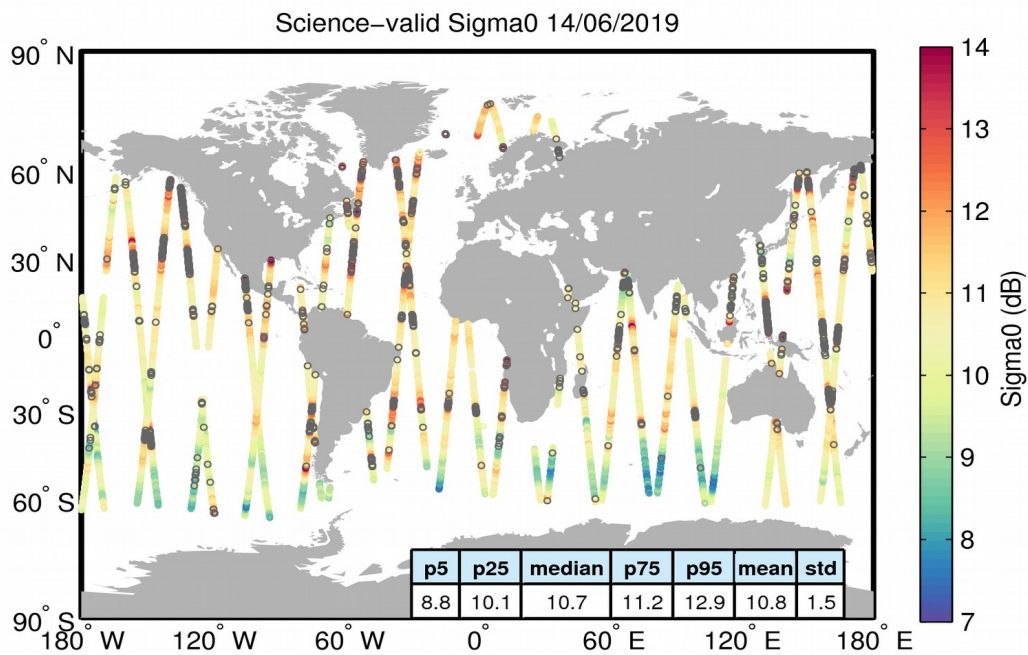 Science-valid Sigma0 14/06/2019
90° N
60° N
30° N
0°
30° S
60° S
90° S
180° W
120° W
60° W
0°
60° E
120° E
180° E
14
13
12
11
10
9
8
7
Sigma0 (dB)
p5 p25 median p75 p95 mean std
8.8 10.1 10.7 11.2 12.9 10.8 1.5